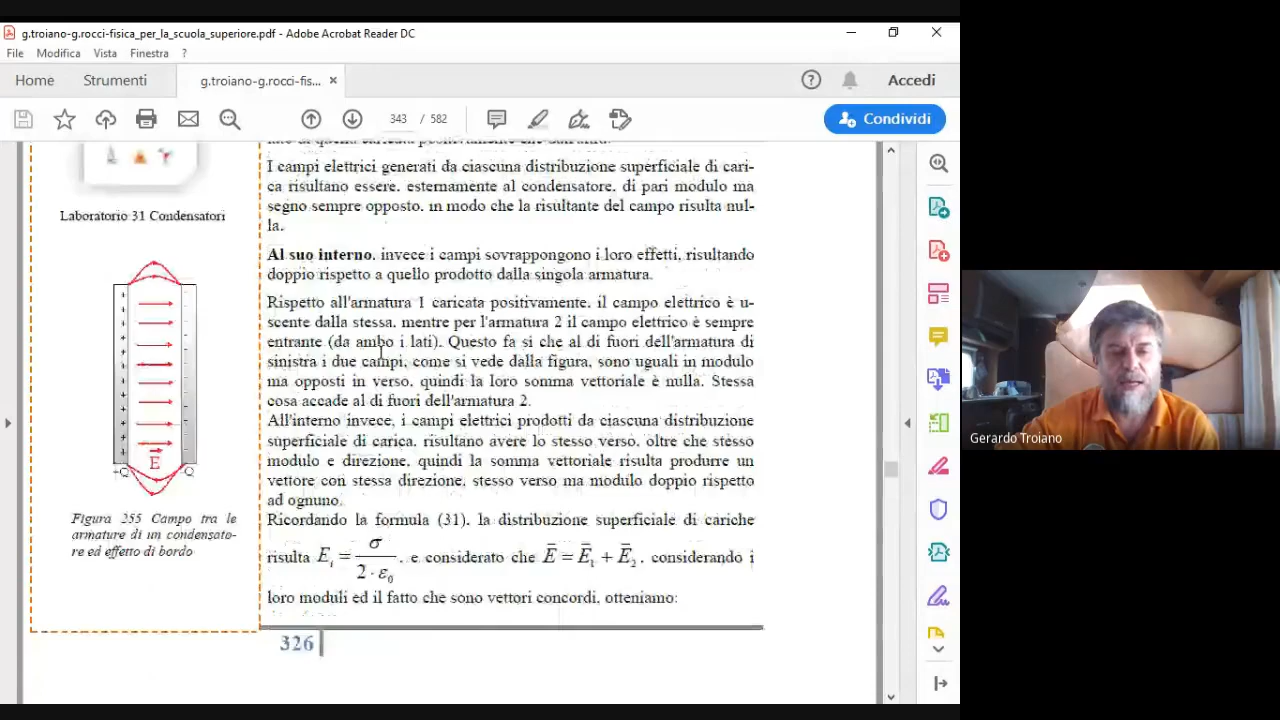 g.troiano-g.rocci-fisica_per_la_scuola_superiore.pdf - Adobe Acrobat Reader DC
File Modifica Vista Finestra ?
Home Strumenti g.troiano-g.rocci-fis... × Accedi
343 / 582 Condividi
I campi elettrici generati da ciascuna distribuzione superficiale di cari-
ca risultano essere, esternamente al condensatore, di pari modulo ma
segno sempre opposto, in modo che la risultante del campo risulta nul-
la.
Al suo interno, invece i campi sovrappongono i loro effetti, risultando
doppio rispetto a quello prodotto dalla singola armatura.
Rispetto all'armatura 1 caricata positivamente, il campo elettrico è u-
scente dalla stessa, mentre per l'armatura 2 il campo elettrico è sempre
entrante (da ambo i lati). Questo fa si che al di fuori dell'armatura di
sinistra i due campi, come si vede dalla figura, sono uguali in modulo
ma opposti in verso, quindi la loro somma vettoriale è nulla. Stessa
cosa accade al di fuori dell'armatura 2.
All'interno invece, i campi elettrici prodotti da ciascuna distribuzione
superficiale di carica, risultano avere lo stesso verso, oltre che stesso
modulo e direzione, quindi la somma vettoriale risulta produrre un
vettore con stessa direzione, stesso verso ma modulo doppio rispetto
ad ognuno.
Ricordando la formula (31), la distribuzione superficiale di cariche
risulta E_i = σ / (2 · ε₀), e considerato che Ē = Ē₁ + Ē₂, considerando i
loro moduli ed il fatto che sono vettori concordi, otteniamo:
326
Laboratorio 31 Condensatori
E
+Q -Q
Figura 255 Campo tra le
armature di un condensato-
re ed effetto di bordo
Gerardo Troiano